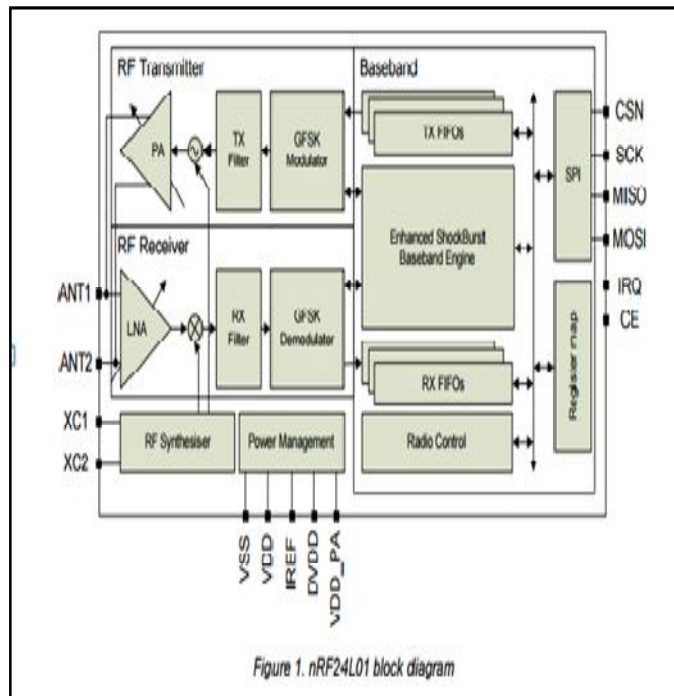 RF Transmitter
Baseband
PA
TX
Filter
GFSK
Modulator
TX FIFOs
SPI
CSN
SCK
MISO
MOSI
Enhanced ShockBurst
Baseband Engine
RF Receiver
ANT1
ANT2
LNA
RX
Filter
GFSK
Demodulator
RX FIFOs
Register map
IRQ
CE
XC1
XC2
RF Synthesiser
Power Management
Radio Control
VSS
VDD
IREF
DVDD
VDD_PA
Figure 1. nRF24L01 block diagram